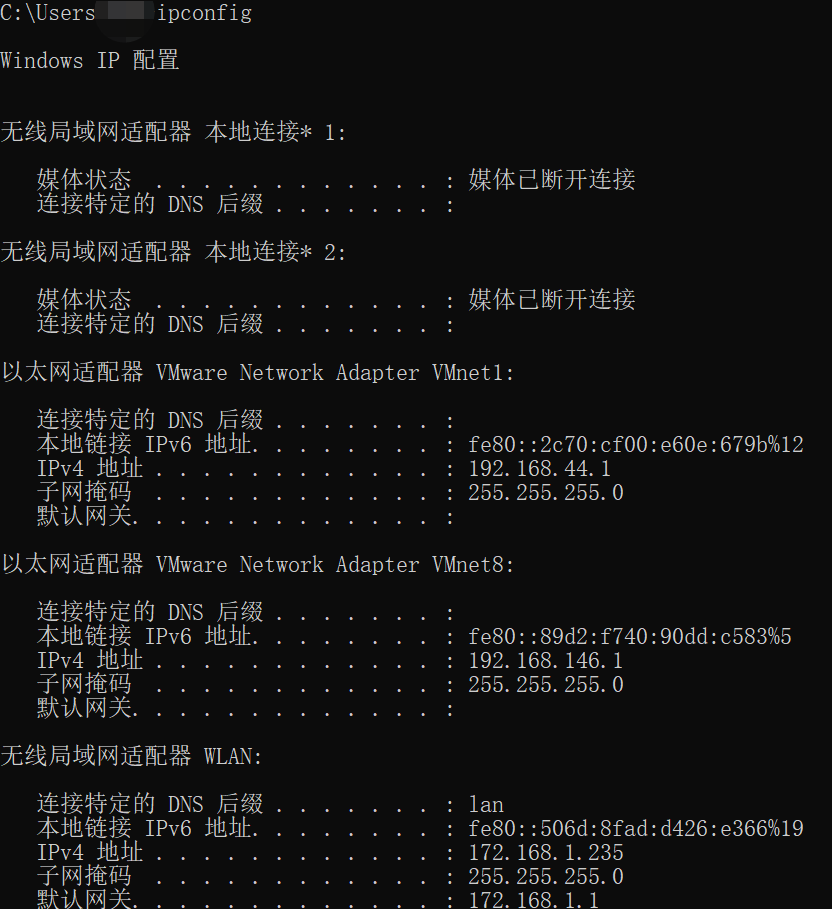 C:\Users ipconfig
Windows IP 配置
无线局域网适配器 本地连接* 1:
媒体状态 . . . . . . . . . . . . : 媒体已断开连接
连接特定的 DNS 后缀 . . . . . . . :
无线局域网适配器 本地连接* 2:
媒体状态 . . . . . . . . . . . . : 媒体已断开连接
连接特定的 DNS 后缀 . . . . . . . :
以太网适配器 VMware Network Adapter VMnet1:
连接特定的 DNS 后缀 . . . . . . . :
本地链接 IPv6 地址. . . . . . . . : fe80::2c70:cf00:e60e:679b%12
IPv4 地址 . . . . . . . . . . . . : 192.168.44.1
子网掩码 . . . . . . . . . . . . : 255.255.255.0
默认网关. . . . . . . . . . . . . :
以太网适配器 VMware Network Adapter VMnet8:
连接特定的 DNS 后缀 . . . . . . . :
本地链接 IPv6 地址. . . . . . . . : fe80::89d2:f740:90dd:c583%5
IPv4 地址 . . . . . . . . . . . . : 192.168.146.1
子网掩码 . . . . . . . . . . . . : 255.255.255.0
默认网关. . . . . . . . . . . . . :
无线局域网适配器 WLAN:
连接特定的 DNS 后缀 . . . . . . . : lan
本地链接 IPv6 地址. . . . . . . . : fe80::506d:8fad:d426:e366%19
IPv4 地址 . . . . . . . . . . . . : 172.168.1.235
子网掩码 . . . . . . . . . . . . : 255.255.255.0
默认网关. . . . . . . . . . . . . : 172.168.1.1